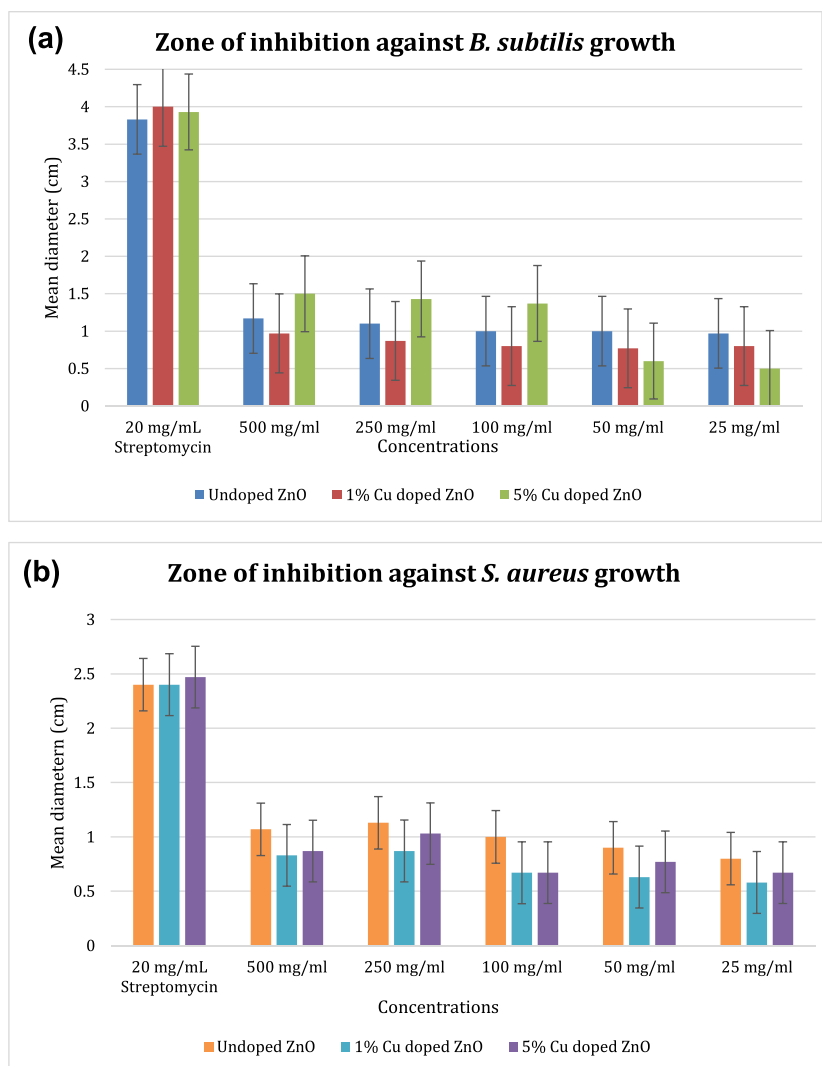 (a)
Zone of inhibition against B. subtilis growth
Mean diameter (cm)
4.5
4
3.5
3
2.5
2
1.5
1
0.5
0
20 mg/mL 500 mg/ml 250 mg/ml 100 mg/ml 50 mg/ml 25 mg/ml
Streptomycin
Concentrations
Undoped ZnO 1% Cu doped ZnO 5% Cu doped ZnO
(b)
Zone of inhibition against S. aureus growth
Mean diametern (cm)
3
2.5
2
1.5
1
0.5
0
20 mg/mL 500 mg/ml 250 mg/ml 100 mg/ml 50 mg/ml 25 mg/ml
Streptomycin
Concentrations
Undoped ZnO 1% Cu doped ZnO 5% Cu doped ZnO